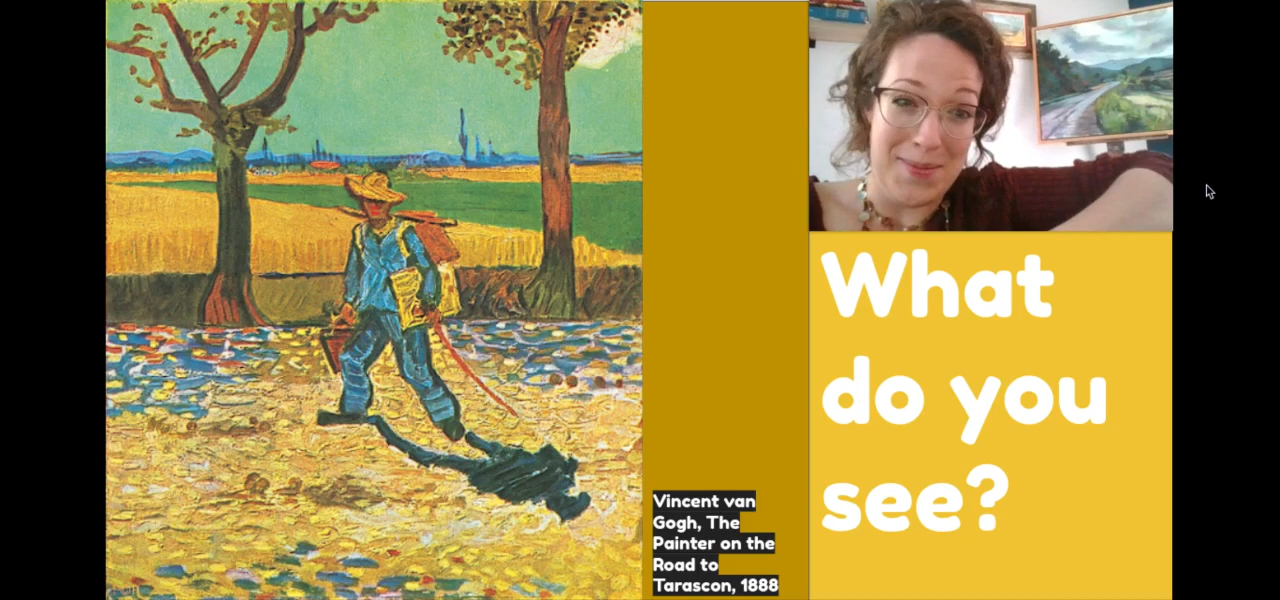 What
do you
see?
Vincent van
Gogh, The
Painter on the
Road to
Tarascon, 1888